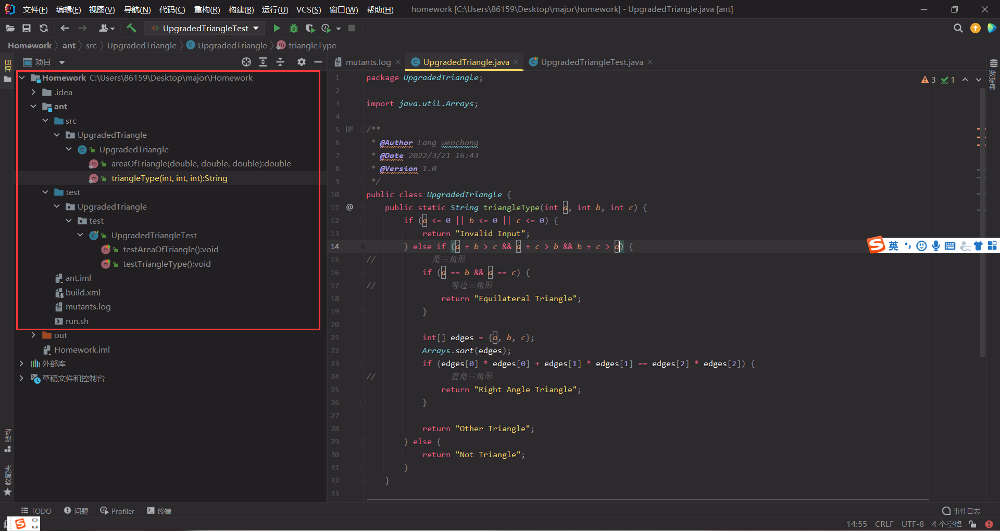 文件(F) 编辑(E) 视图(V) 导航(N) 代码(C) 重构(R) 构建(B) 运行(U) VCS(S) 窗口(W) 帮助(H) homework [C:\Users\86159\Desktop\major\homework] - UpgradedTriangle.java [ant]
UpgradedTriangleTest
Homework ant src UpgradedTriangle UpgradedTriangle triangleType
项目
项目
Homework C:\Users\86159\Desktop\major\Homework
.idea
ant
src
UpgradedTriangle
UpgradedTriangle
areaOfTriangle(double, double, double):double
triangleType(int, int, int):String
test
UpgradedTriangle
test
UpgradedTriangleTest
testAreaOfTriangle():void
testTriangleType():void
ant.iml
build.xml
mutants.log
run.sh
out
Homework.iml
外部库
草稿文件和控制台
结构
收藏夹
mutants.log UpgradedTriangle.java UpgradedTriangleTest.java
3 1
数据库
1 package UpgradedTriangle;
2
3 import java.util.Arrays;
4
5 /**
6 * @Author Lang wenchong
7 * @Date 2022/3/21 16:43
8 * @Version 1.0
9 */
10 public class UpgradedTriangle {
11 @ public static String triangleType(int a, int b, int c) {
12 if (a <= 0 || b <= 0 || c <= 0) {
13 return "Invalid Input";
14 } else if (a + b > c && a + c > b && b + c > a) {
15 // 是三角形
16 if (a == b && a == c) {
17 // 等边三角形
18 return "Equilateral Triangle";
19 }
20
21 int[] edges = {a, b, c};
22 Arrays.sort(edges);
23 if (edges[0] * edges[0] + edges[1] * edges[1] == edges[2] * edges[2]) {
24 // 直角三角形
25 return "Right Angle Triangle";
26 }
27
28 return "Other Triangle";
29 } else {
30 return "Not Triangle";
31 }
32 }
33
英
TODO 问题 Profiler 终端 事件日志
14:55 CRLF UTF-8 4 个空格